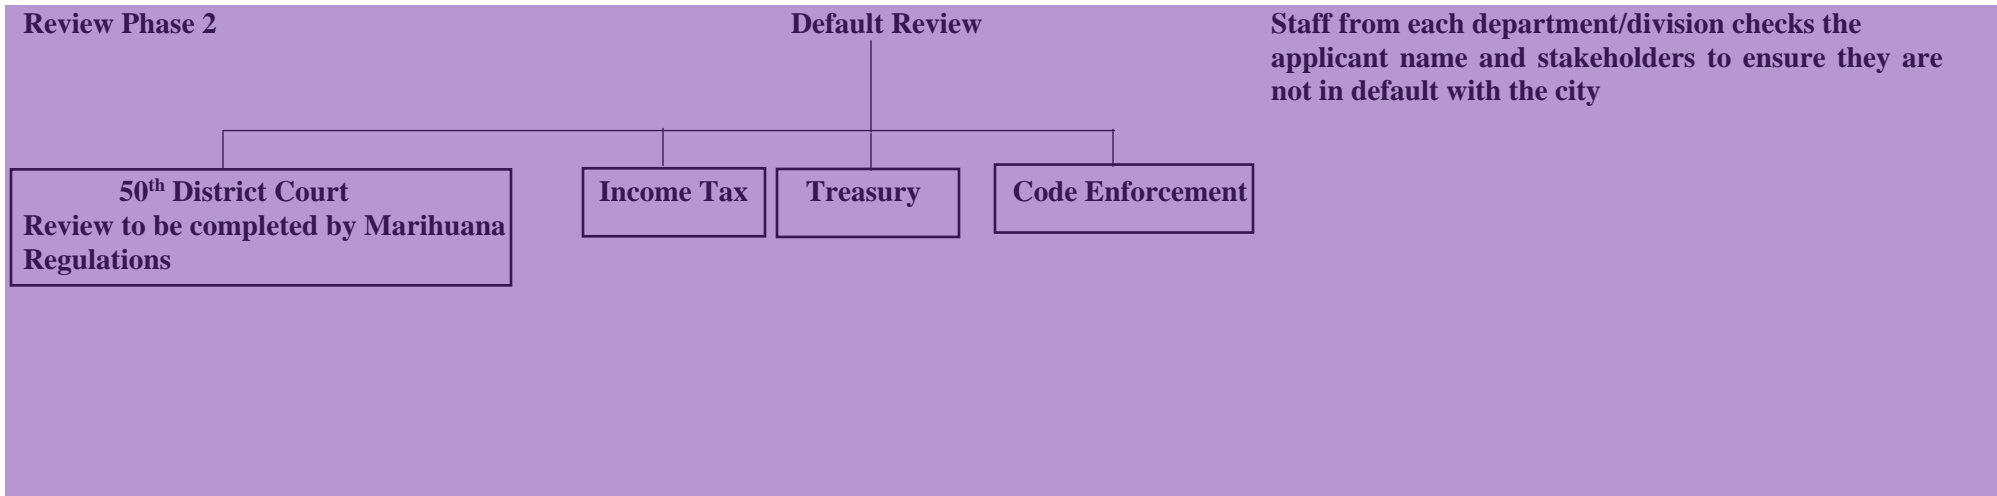 Review Phase 2
Default Review
Staff from each department/division checks the
applicant name and stakeholders to ensure they are
not in default with the city
50th District Court
Review to be completed by Marihuana
Regulations
Income Tax
Treasury
Code Enforcement